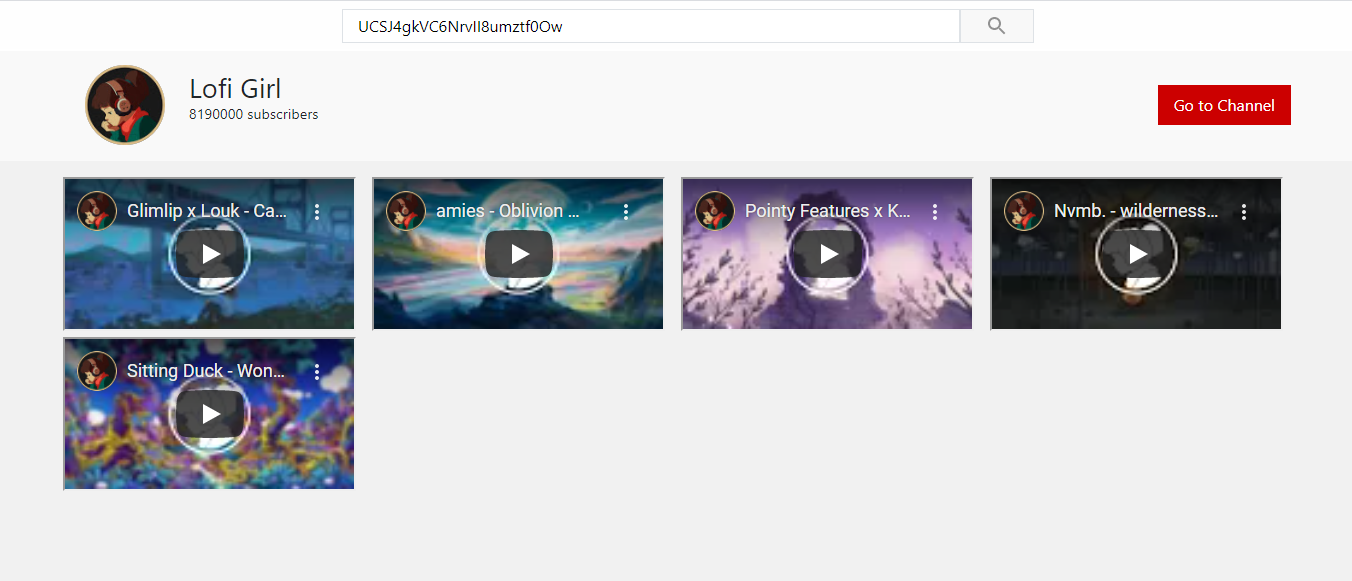 UCSJ4gkVC6NrvII8umztf0Ow
Lofi Girl
8190000 subscribers
Go to Channel
Glimlip x Louk - Ca...
amies - Oblivion ...
Pointy Features x K...
Nvmb. - wilderness...
Sitting Duck - Won...